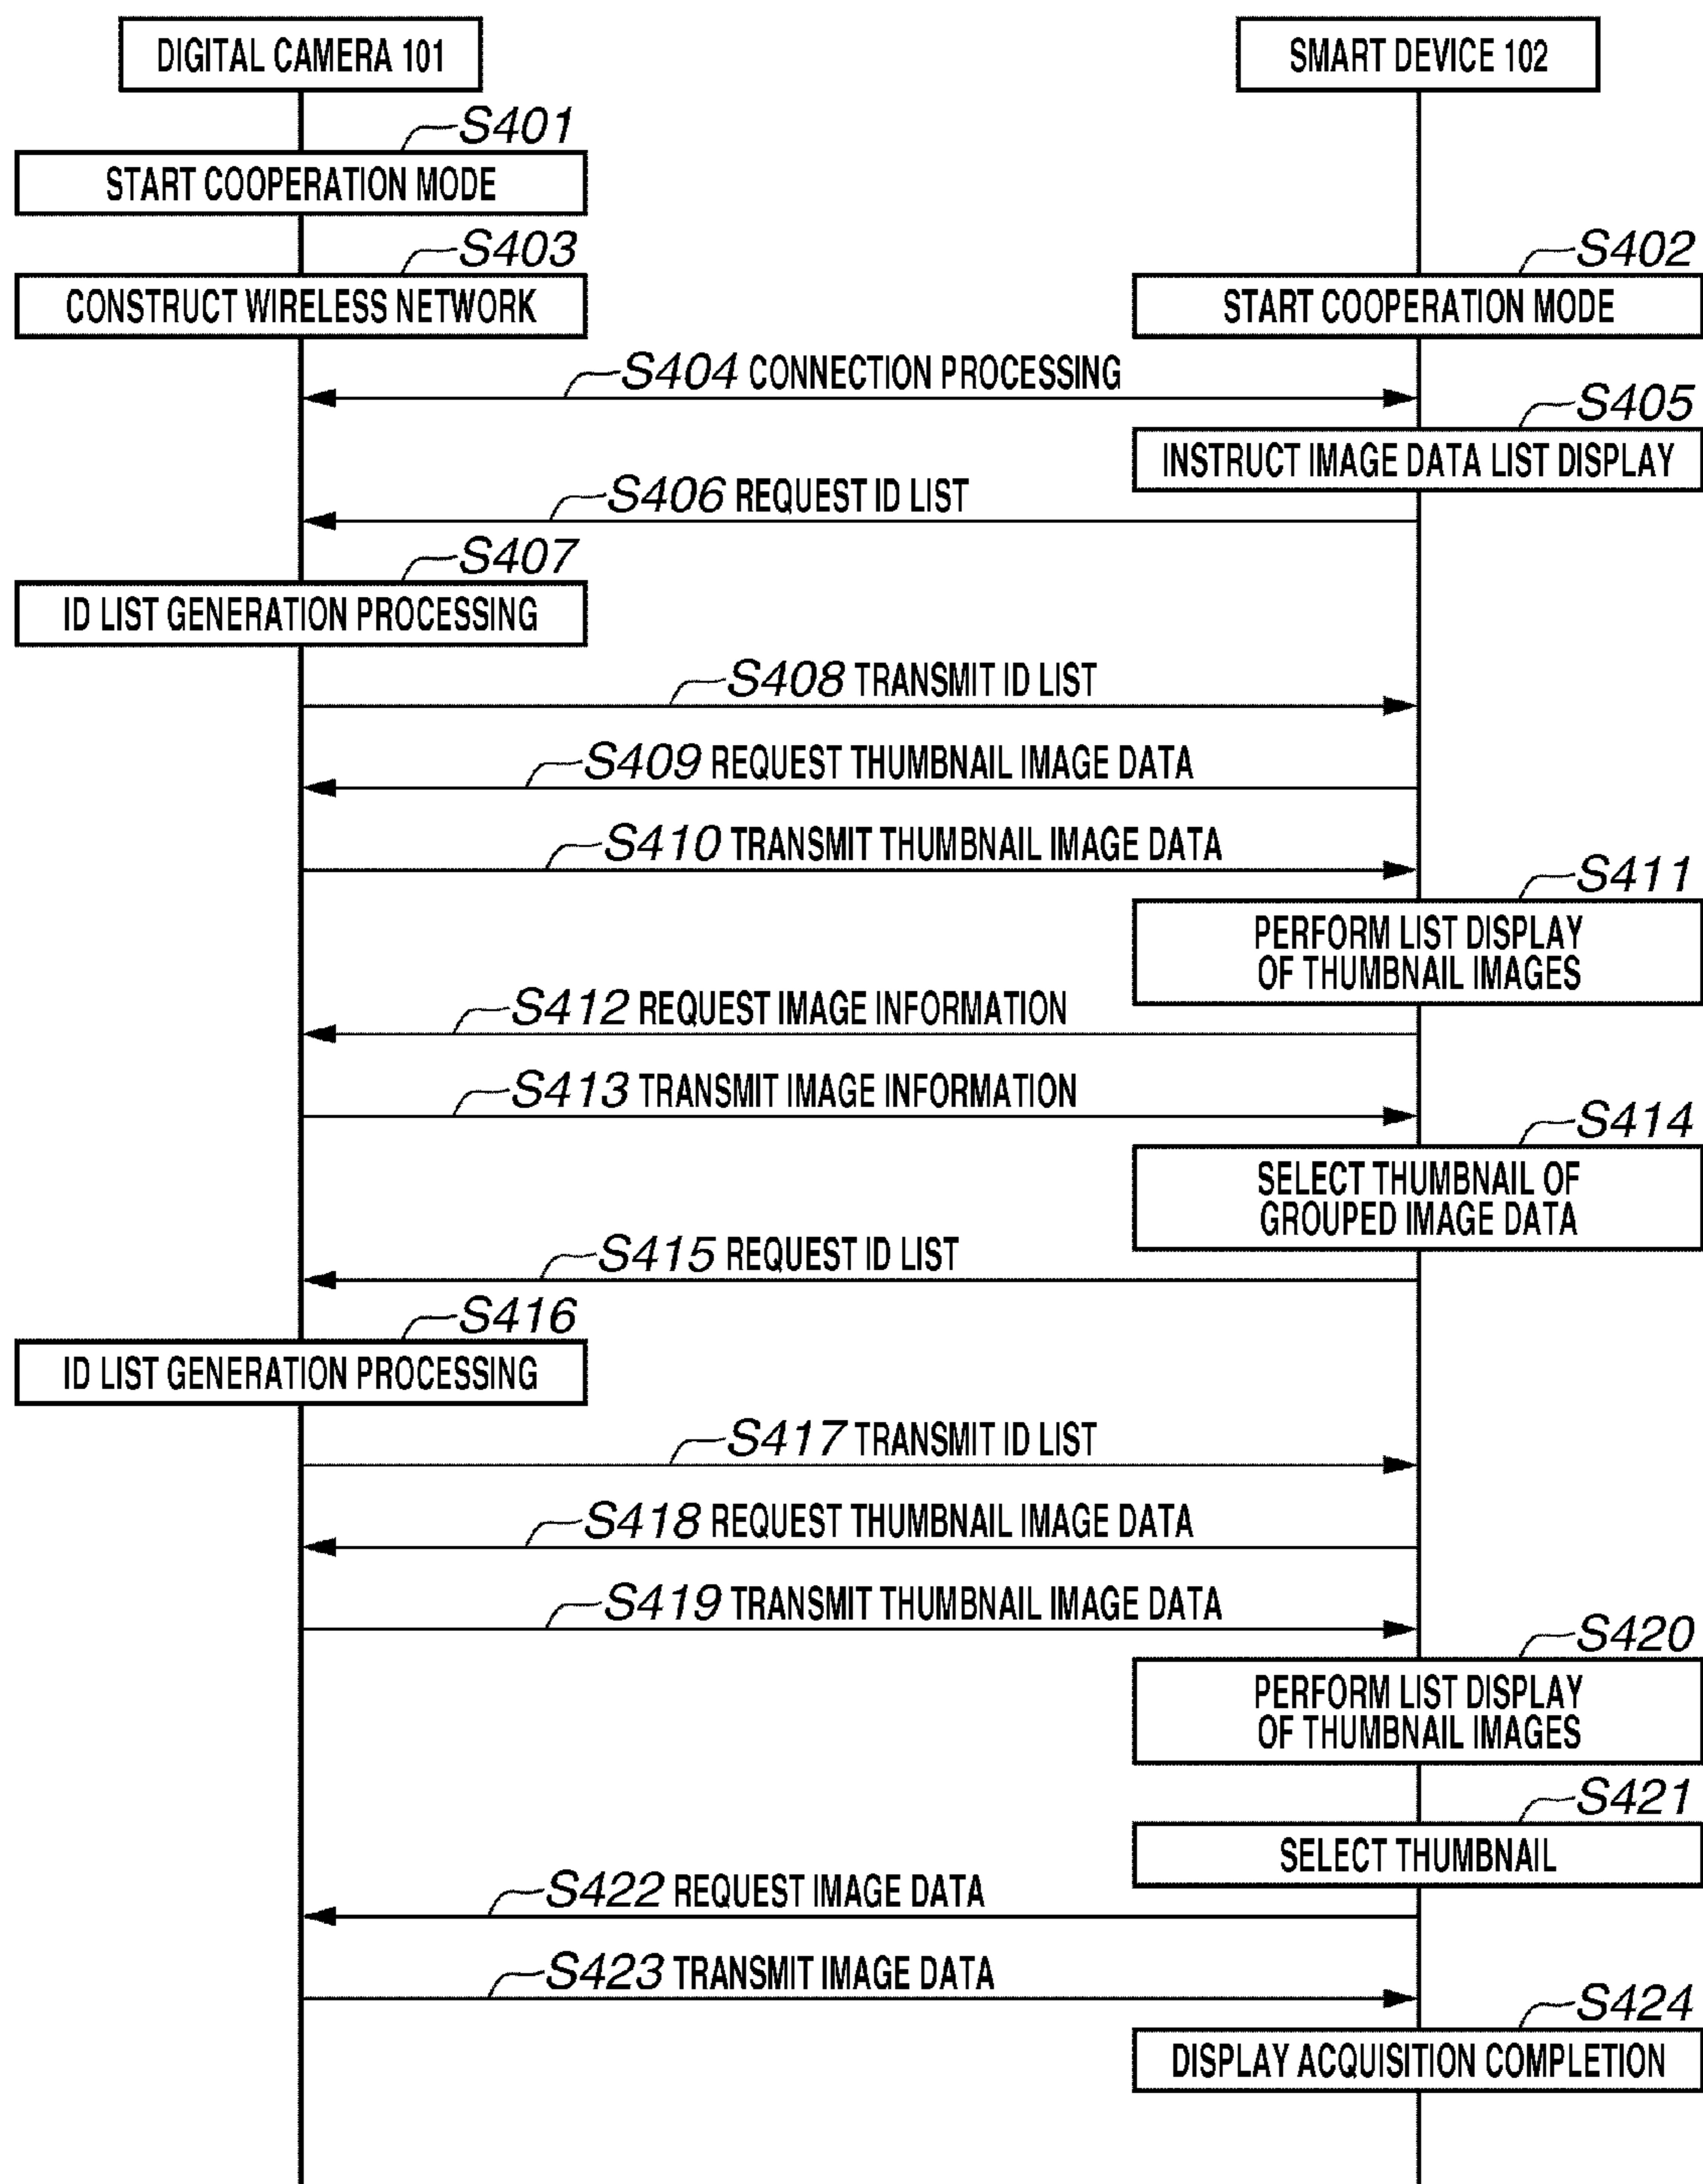 DIGITAL CAMERA 101
SMART DEVICE 102
S401
START COOPERATION MODE
S403
CONSTRUCT WIRELESS NETWORK
S402
START COOPERATION MODE
S404 CONNECTION PROCESSING
S405
INSTRUCT IMAGE DATA LIST DISPLAY
S406 REQUEST ID LIST
S407
ID LIST GENERATION PROCESSING
S408 TRANSMIT ID LIST
S409 REQUEST THUMBNAIL IMAGE DATA
S410 TRANSMIT THUMBNAIL IMAGE DATA
S411
PERFORM LIST DISPLAY
OF THUMBNAIL IMAGES
S412 REQUEST IMAGE INFORMATION
S413 TRANSMIT IMAGE INFORMATION
S414
SELECT THUMBNAIL OF
GROUPED IMAGE DATA
S415 REQUEST ID LIST
S416
ID LIST GENERATION PROCESSING
S417 TRANSMIT ID LIST
S418 REQUEST THUMBNAIL IMAGE DATA
S419 TRANSMIT THUMBNAIL IMAGE DATA
S420
PERFORM LIST DISPLAY
OF THUMBNAIL IMAGES
S421
SELECT THUMBNAIL
S422 REQUEST IMAGE DATA
S423 TRANSMIT IMAGE DATA
S424
DISPLAY ACQUISITION COMPLETION